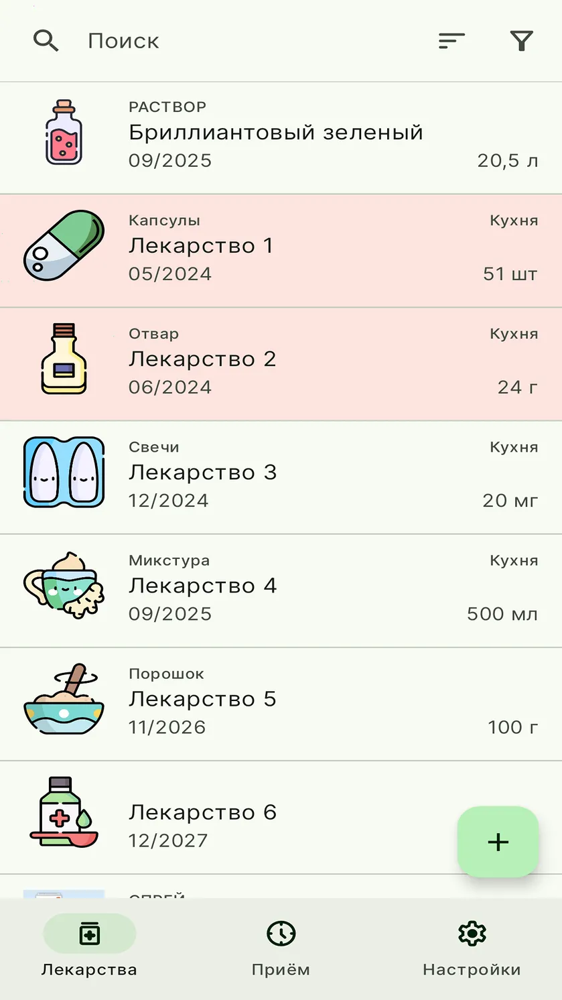 Поиск
РАСТВОР
Бриллиантовый зеленый
09/2025
20,5 л
Капсулы
Кухня
Лекарство 1
05/2024
51 шт
Отвар
Кухня
Лекарство 2
06/2024
24 г
Свечи
Кухня
Лекарство 3
12/2024
20 мг
Микстура
Кухня
Лекарство 4
09/2025
500 мл
Порошок
Лекарство 5
11/2026
100 г
Лекарство 6
12/2027
СПРЕЙ
Лекарства
Приём
Настройки